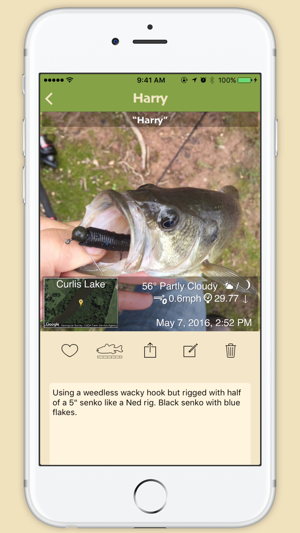 9:41 AM
100%
Harry
"Harry"
Curlis Lake
56° Partly Cloudy /
0.6mph 29.77 ↓
Google
May 7, 2016, 2:52 PM
Using a weedless wacky hook but rigged with half
of a 5" senko like a Ned rig. Black senko with blue
flakes.